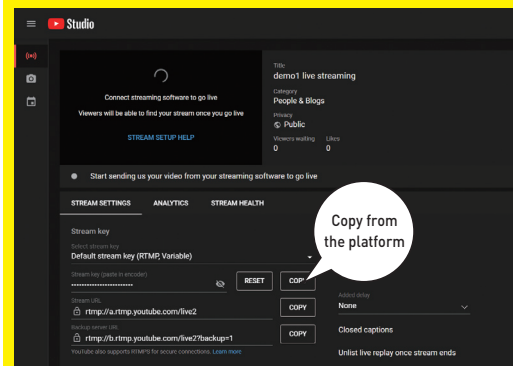 Studio
Connect streaming software to go live
Viewers will be able to find your stream once you go live
STREAM SETUP HELP
Title
demo1 live streaming
Category
People & Blogs
Privacy
Public
Viewers waiting Likes
0 0
Start sending us your video from your streaming software to go live
STREAM SETTINGS ANALYTICS STREAM HEALTH
Copy from
the platform
Stream key
Select stream key
Default stream key (RTMP, Variable)
Stream key (paste in encoder)
RESET COPY
Stream URL
rtmp://a.rtmp.youtube.com/live2
COPY
Added delay
None
Backup server URL
rtmp://b.rtmp.youtube.com/live2?backup=1
COPY
Closed captions
YouTube also supports RTMPS for secure connections. Learn more
Unlist live replay once stream ends